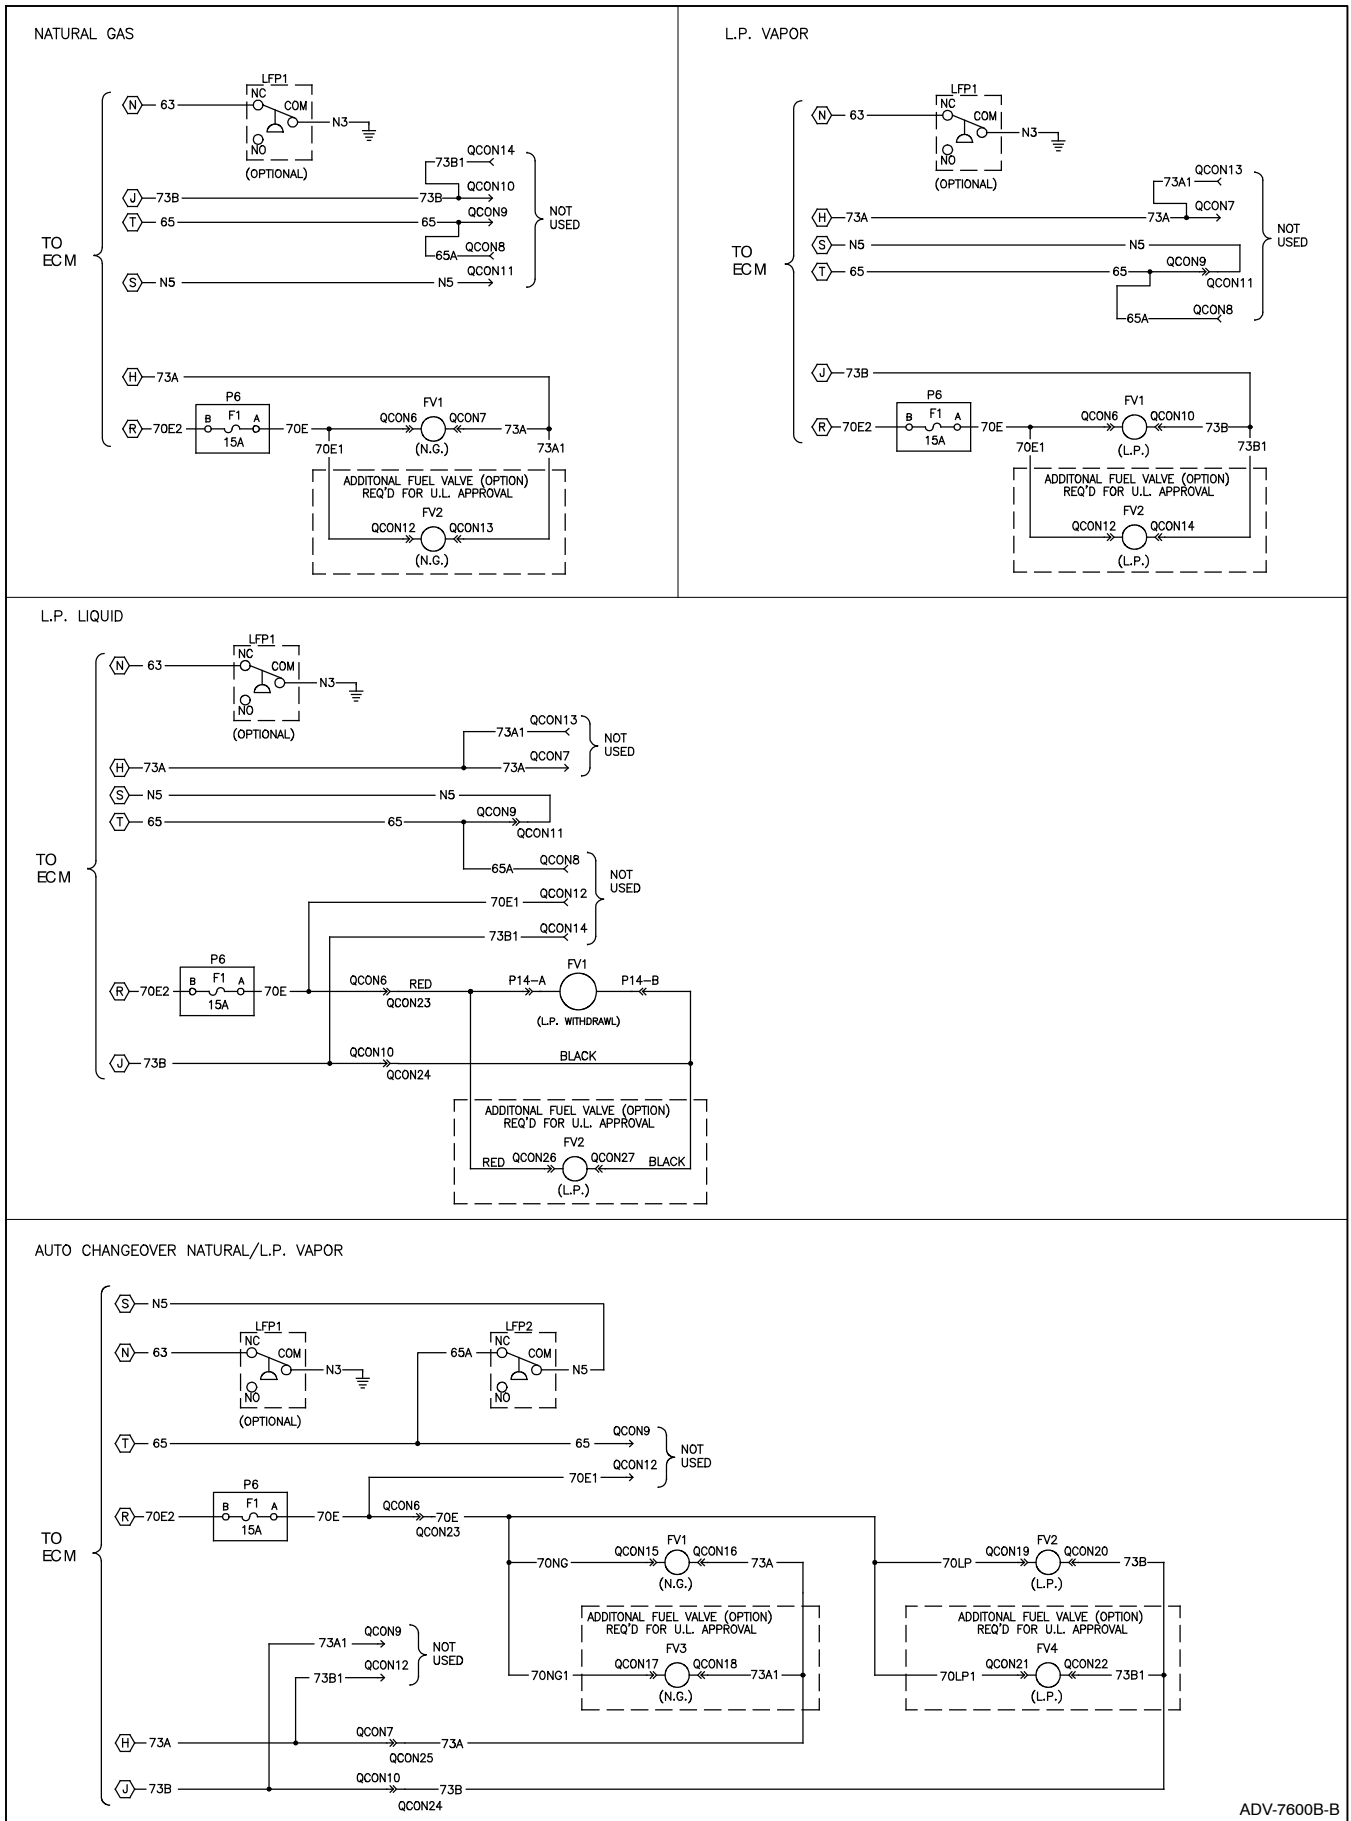 NATURAL GAS
LFP1
NC
N 63
COM
N3
NO
(OPTIONAL)
73B1 QCON14
QCON10
J 73B 73B
QCON9
T 65 65
NOT
USED
65A QCON8
QCON11
S N5 N5
TO
ECM
H 73A
P6
B F1 A
15A
R 70E2 70E
70E1
FV1
QCON6 QCON7
(N.G.)
73A
73A1
ADDITONAL FUEL VALVE (OPTION)
REQ'D FOR U.L. APPROVAL
FV2
QCON12 QCON13
(N.G.)
L.P. VAPOR
LFP1
NC
N 63
COM
N3
NO
(OPTIONAL)
73A1 QCON13
QCON7
H 73A 73A
NOT
USED
S N5 N5
QCON9
T 65 65
QCON11
65A QCON8
TO
ECM
J 73B
P6
B F1 A
15A
R 70E2 70E
70E1
FV1
QCON6 QCON10
(L.P.)
73B
73B1
ADDITONAL FUEL VALVE (OPTION)
REQ'D FOR U.L. APPROVAL
FV2
QCON12 QCON14
(L.P.)
L.P. LIQUID
LFP1
NC
N 63
COM
N3
NO
(OPTIONAL)
73A1 QCON13
QCON7
H 73A 73A
NOT
USED
S N5 N5
QCON9
T 65 65
QCON11
TO
ECM
65A QCON8
70E1 QCON12
73B1 QCON14
NOT
USED
P6
B F1 A
15A
R 70E2 70E
QCON6 RED
QCON23
FV1
P14-A P14-B
(L.P. WITHDRAWL)
J 73B
QCON10 BLACK
QCON24
ADDITONAL FUEL VALVE (OPTION)
REQ'D FOR U.L. APPROVAL
FV2
RED QCON26 QCON27 BLACK
(L.P.)
AUTO CHANGEOVER NATURAL/L.P. VAPOR
S N5
LFP1
NC
N 63
COM
N3
NO
(OPTIONAL)
LFP2
NC
65A
COM
N5
NO
T 65 65 QCON9
70E1 QCON12
NOT
USED
P6
B F1 A
15A
R 70E2 70E
QCON6 70E
QCON23
TO
ECM
FV1
70NG QCON15 QCON16 73A
(N.G.)
FV2
70LP QCON19 QCON20 73B
(L.P.)
ADDITONAL FUEL VALVE (OPTION)
REQ'D FOR U.L. APPROVAL
FV3
70NG1 QCON17 QCON18 73A1
(N.G.)
ADDITONAL FUEL VALVE (OPTION)
REQ'D FOR U.L. APPROVAL
FV4
70LP1 QCON21 QCON22 73B1
(L.P.)
73A1 QCON9
73B1 QCON12
NOT
USED
H 73A
QCON7 73A
QCON25
J 73B
QCON10 73B
QCON24
ADV-7600B-B